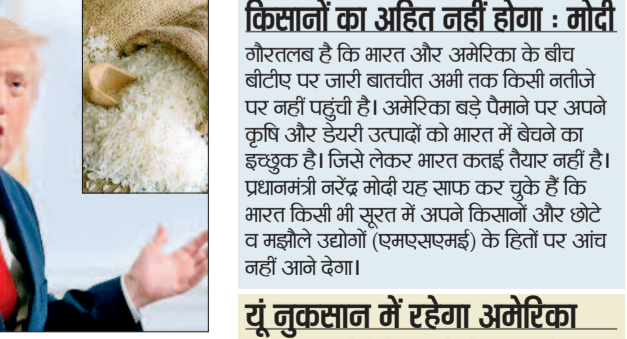 किसानों का अहित नहीं होगा : मोदी
गौरतलब है कि भारत और अमेरिका के बीच
बीटीए पर जारी बातचीत अभी तक किसी नतीजे
पर नहीं पहुंची है। अमेरिका बड़े पैमाने पर अपने
कृषि और डेयरी उत्पादों को भारत में बेचने का
इच्छुक है। जिसे लेकर भारत कतई तैयार नहीं है।
प्रधानमंत्री नरेंद्र मोदी यह साफ कर चुके हैं कि
भारत किसी भी सूरत में अपने किसानों और छोटे
व मझौले उद्योगों (एमएसएमई) के हितों पर आंच
नहीं आने देगा।
यूं नुकसान में रहेगा अमेरिका